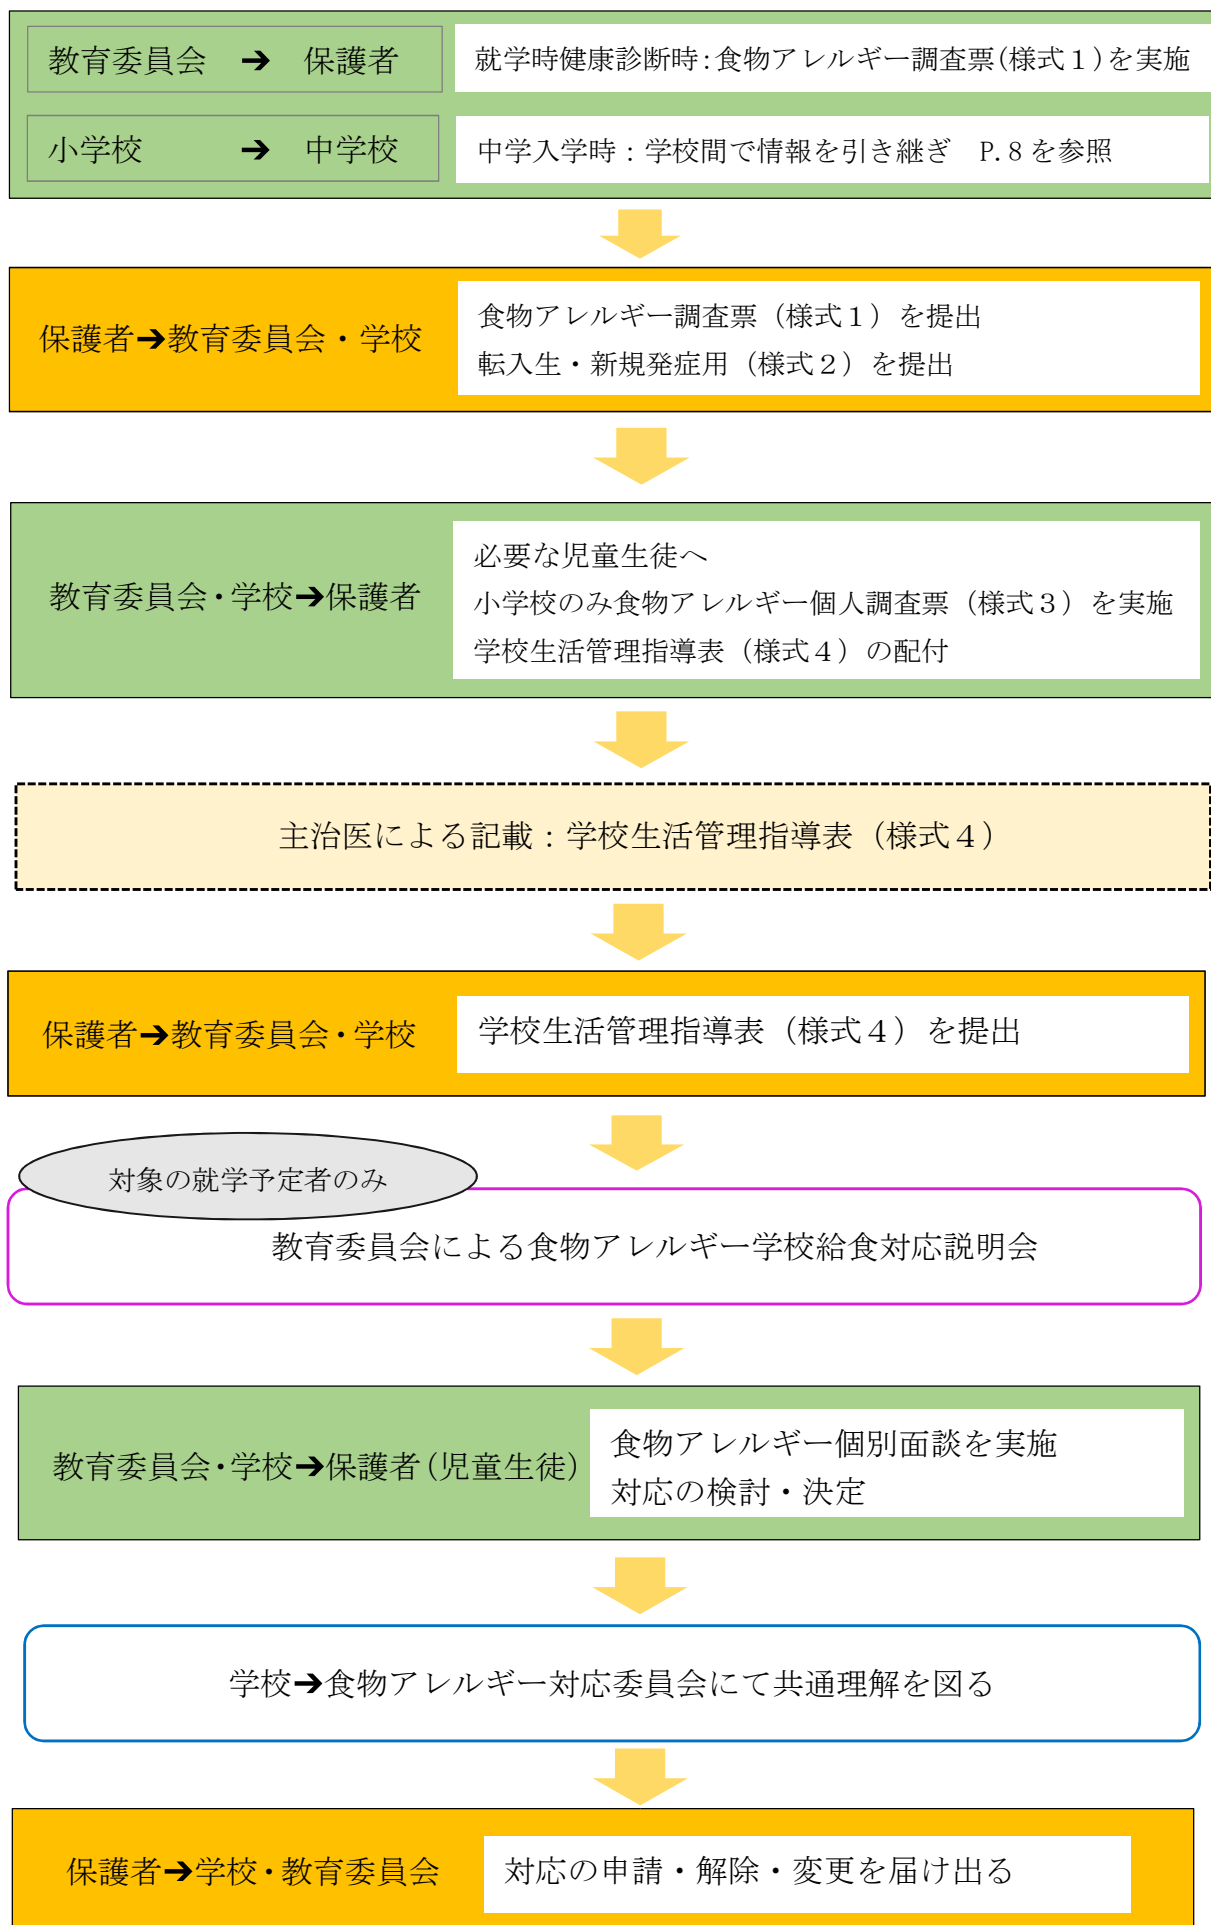 教育委員会 ➔ 保護者
就学時健康診断時:食物アレルギー調査票(様式１)を実施
小学校 ➔ 中学校
中学入学時：学校間で情報を引き継ぎ　P.８を参照
保護者➔教育委員会・学校
食物アレルギー調査票（様式１）を提出
転入生・新規発症用（様式２）を提出
教育委員会・学校➔保護者
必要な児童生徒へ
小学校のみ食物アレルギー個人調査票（様式３）を実施
学校生活管理指導表（様式４）の配付
主治医による記載：学校生活管理指導表（様式４）
保護者➔教育委員会・学校
学校生活管理指導表（様式４）を提出
対象の就学予定者のみ
教育委員会による食物アレルギー学校給食対応説明会
教育委員会・学校➔保護者(児童生徒)
食物アレルギー個別面談を実施
対応の検討・決定
学校➔食物アレルギー対応委員会にて共通理解を図る
保護者➔学校・教育委員会
対応の申請・解除・変更を届け出る